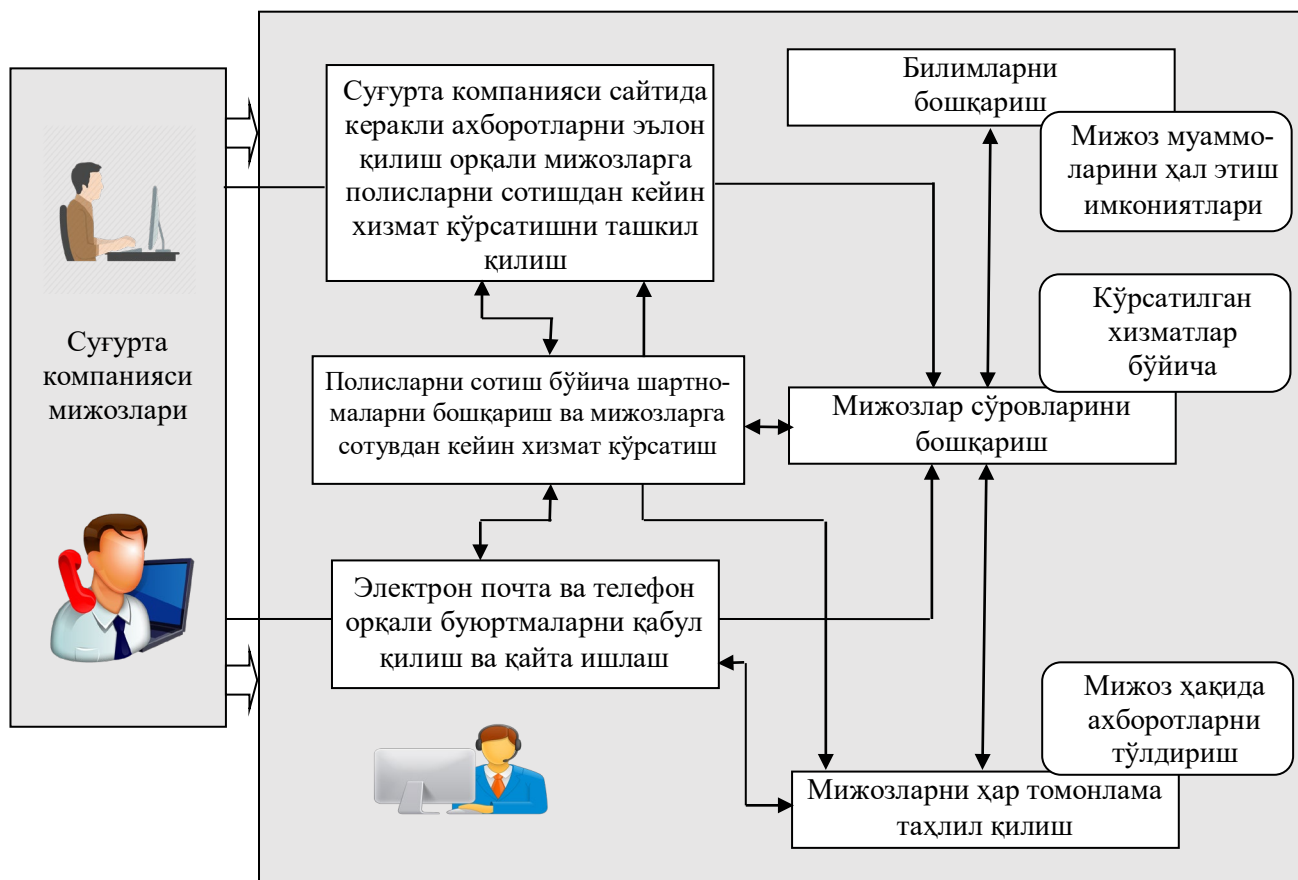 Суғурта
компанияси
мижозлари
Суғурта компанияси сайтида
керакли ахборотларни эълон
қилиш орқали мижозларга
полисларни сотишдан кейин
хизмат кўрсатишни ташкил
қилиш
Билимларни
бошқариш
Мижоз муаммо-
ларини ҳал этиш
имкониятлари
Кўрсатилган
хизматлар
бўйича
Полисларни сотиш бўйича шартно-
маларни бошқариш ва мижозларга
сотувдан кейин хизмат кўрсатиш
Мижозлар сўровларини
бошқариш
Электрон почта ва телефон
орқали буюртмаларни қабул
қилиш ва қайта ишлаш
Мижоз ҳақида
ахборотларни
тўлдириш
Мижозларни ҳар томонлама
таҳлил қилиш